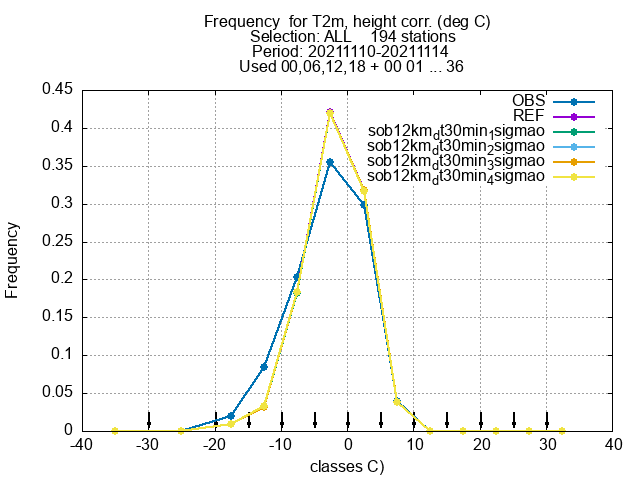 Frequency  for T2m, height corr. (deg C)
Selection: ALL    194 stations
Period: 20211110-20211114
Used 00,06,12,18 + 00 01 ... 36
OBS
REF
sob12km_dt30min_1sigmao
sob12km_dt30min_2sigmao
sob12km_dt30min_3sigmao
sob12km_dt30min_4sigmao
0.45
0.4
0.35
0.3
0.25
0.2
0.15
0.1
0.05
0
Frequency
-40 -30 -20 -10 0 10 20 30 40
classes C)